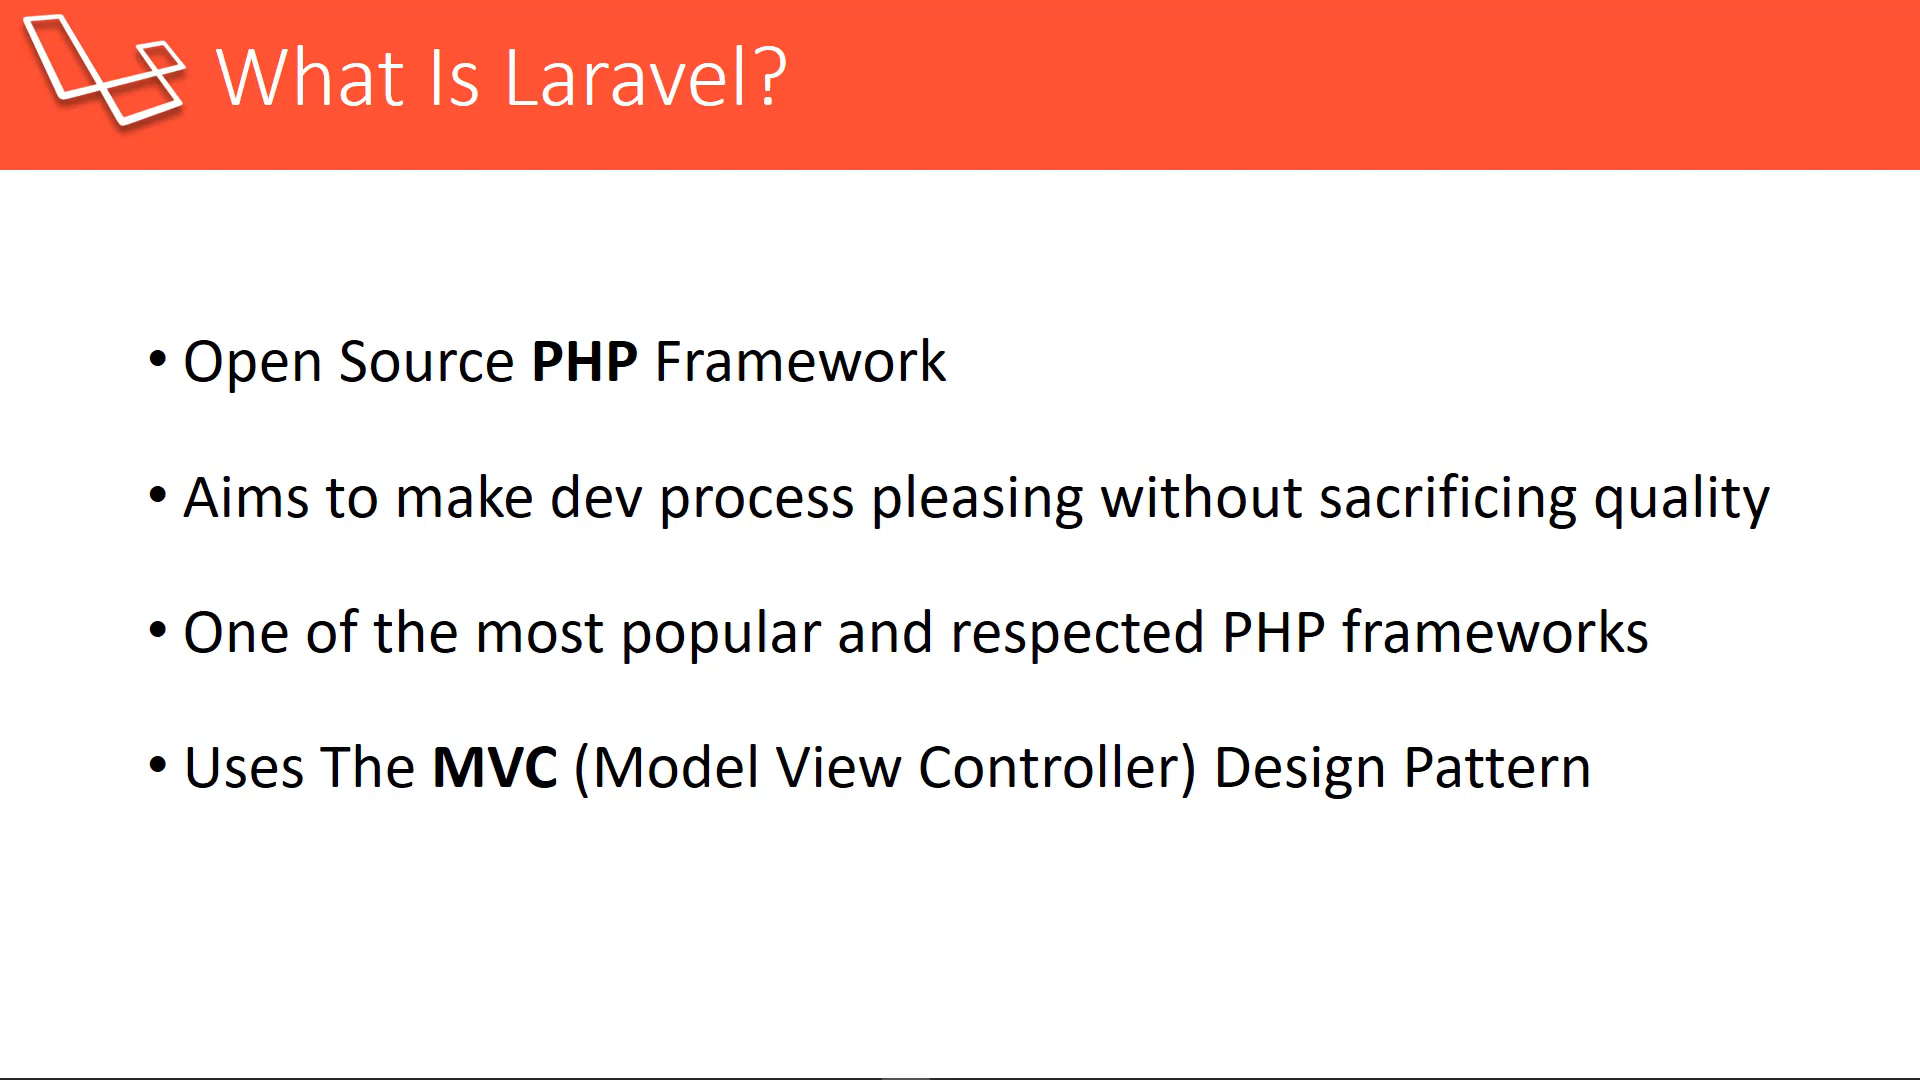 What Is Laravel?
• Open Source PHP Framework
• Aims to make dev process pleasing without sacrificing quality
• One of the most popular and respected PHP frameworks
• Uses The MVC (Model View Controller) Design Pattern